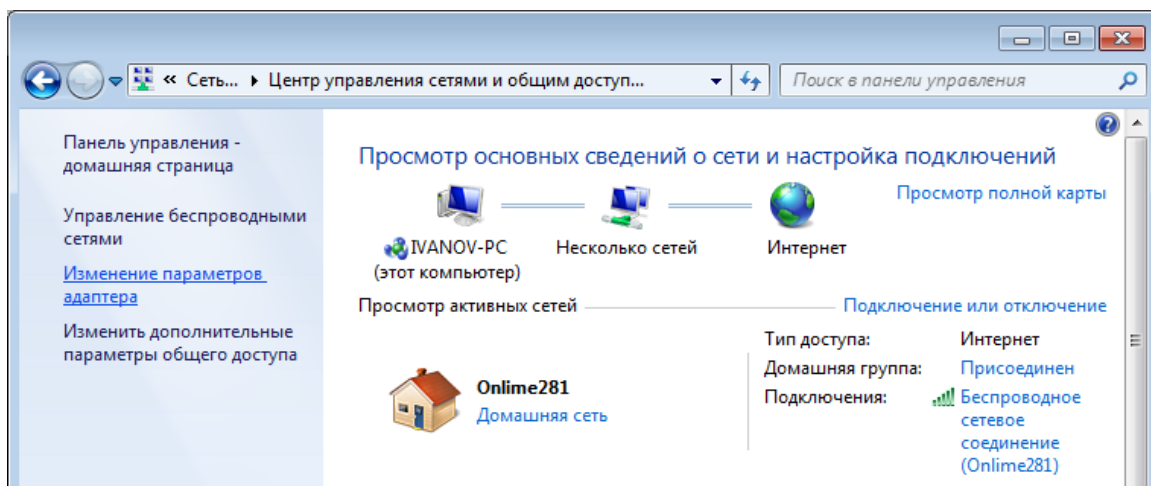 « Сеть... ▸ Центр управления сетями и общим доступ...
Поиск в панели управления
Панель управления -
домашняя страница
Управление беспроводными
сетями
Изменение параметров
адаптера
Изменить дополнительные
параметры общего доступа
Просмотр основных сведений о сети и настройка подключений
Просмотр полной карты
IVANOV-PC
(этот компьютер)
Несколько сетей
Интернет
Просмотр активных сетей
Подключение или отключение
Onlime281
Домашняя сеть
Тип доступа: Интернет
Домашняя группа: Присоединен
Подключения: Беспроводное
сетевое
соединение
(Onlime281)